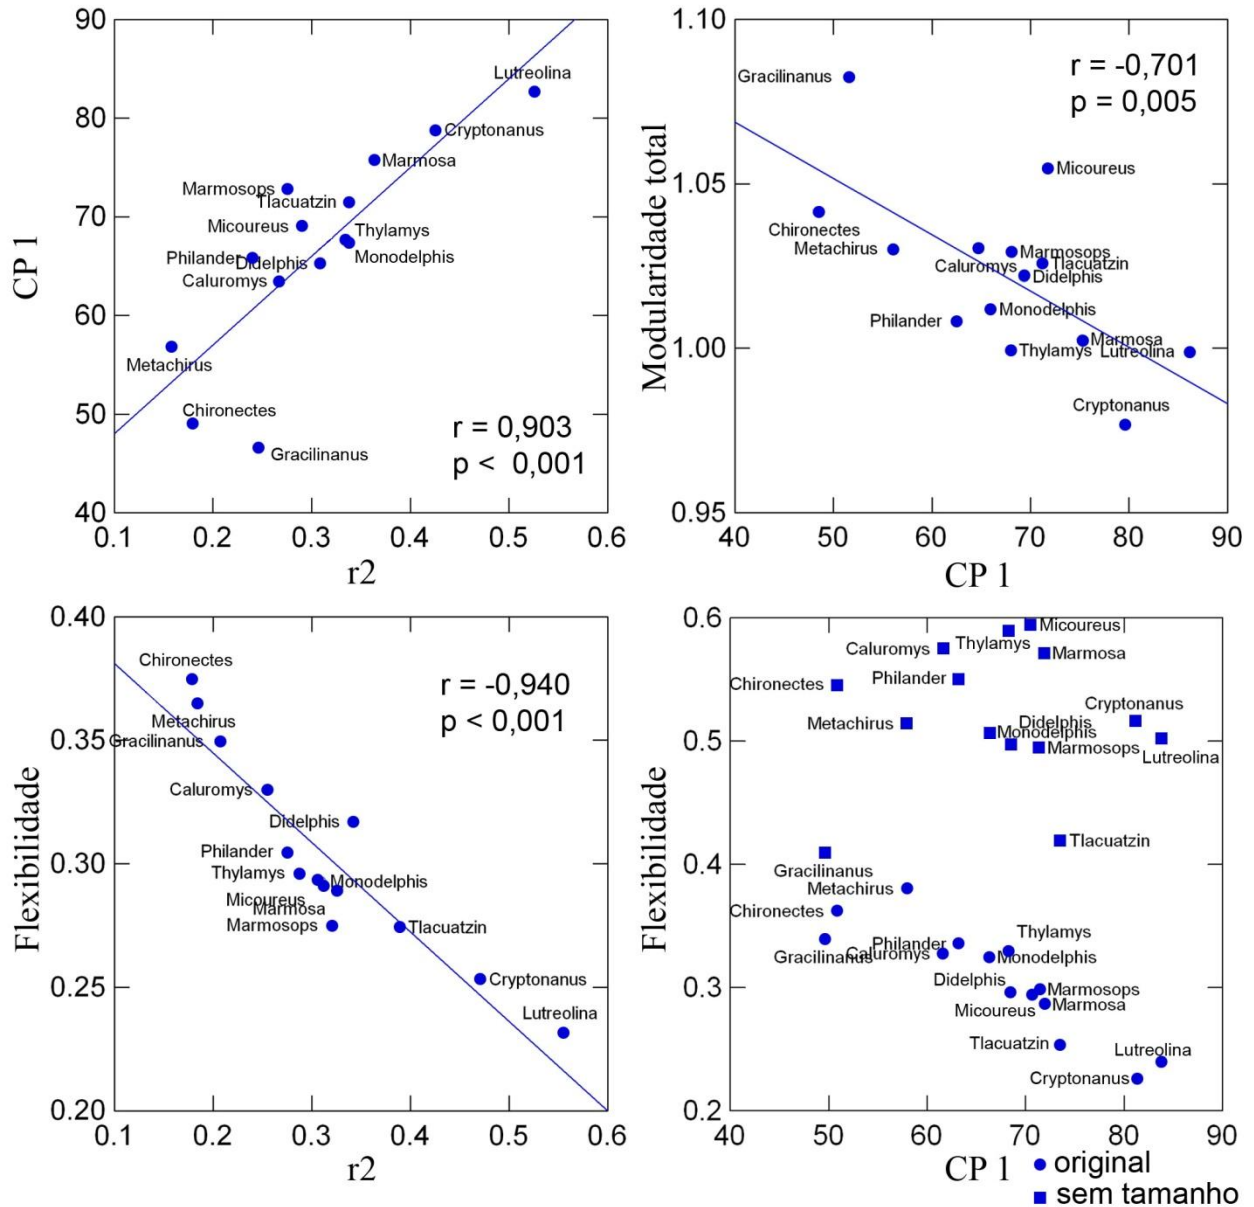 90
80
70
60
50
40
CP 1
Lutreolina
Cryptonanus
Marmosa
Marmosops
Tlacuatzin
Micoureus
Thylamys
Philander
Didelphis
Monodelphis
Caluromys
Metachirus
Chironectes
Gracilinanus
r = 0,903
p < 0,001
0.1 0.2 0.3 0.4 0.5 0.6
r2
1.10
1.05
1.00
0.95
Modularidade total
r = -0,701
p = 0,005
Gracilinanus
Micoureus
Chironectes
Metachirus
Marmosops
Caluromys
Tlacuatzin
Didelphis
Monodelphis
Philander
Marmosa
Thylamys
Lutreolina
Cryptonanus
40 50 60 70 80 90
CP 1
0.40
0.35
0.30
0.25
0.20
Flexibilidade
r = -0,940
p < 0,001
Chironectes
Metachirus
Gracilinanus
Caluromys
Didelphis
Philander
Thylamys
Monodelphis
Micoureus
Marmosa
Marmosops
Tlacuatzin
Cryptonanus
Lutreolina
0.1 0.2 0.3 0.4 0.5 0.6
r2
0.6
0.5
0.4
0.3
0.2
Flexibilidade
Micoureus
Thylamys
Caluromys
Marmosa
Philander
Chironectes
Cryptonanus
Metachirus
Didelphis
Monodelphis
Marmosops
Lutreolina
Tlacuatzin
Gracilinanus
Metachirus
Chironectes
Thylamys
Philander
Caluromys
Gracilinanus
Monodelphis
Didelphis
Marmosops
Micoureus
Marmosa
Tlacuatzin
Lutreolina
Cryptonanus
40 50 60 70 80 90
CP 1
original
sem tamanho